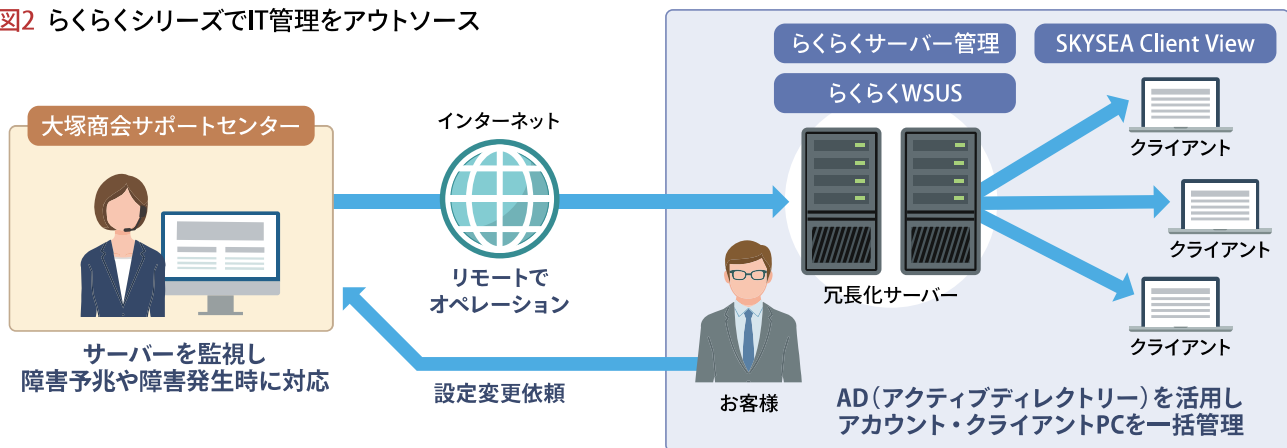 図2 らくらくシリーズでIT管理をアウトソース
大塚商会サポートセンター
サーバーを監視し
障害予兆や障害発生時に対応
インターネット
リモートで
オペレーション
設定変更依頼
らくらくサーバー管理
SKYSEA Client View
らくらくWSUS
冗長化サーバー
クライアント
クライアント
クライアント
お客様
AD（アクティブディレクトリー）を活用し
アカウント・クライアントPCを一括管理